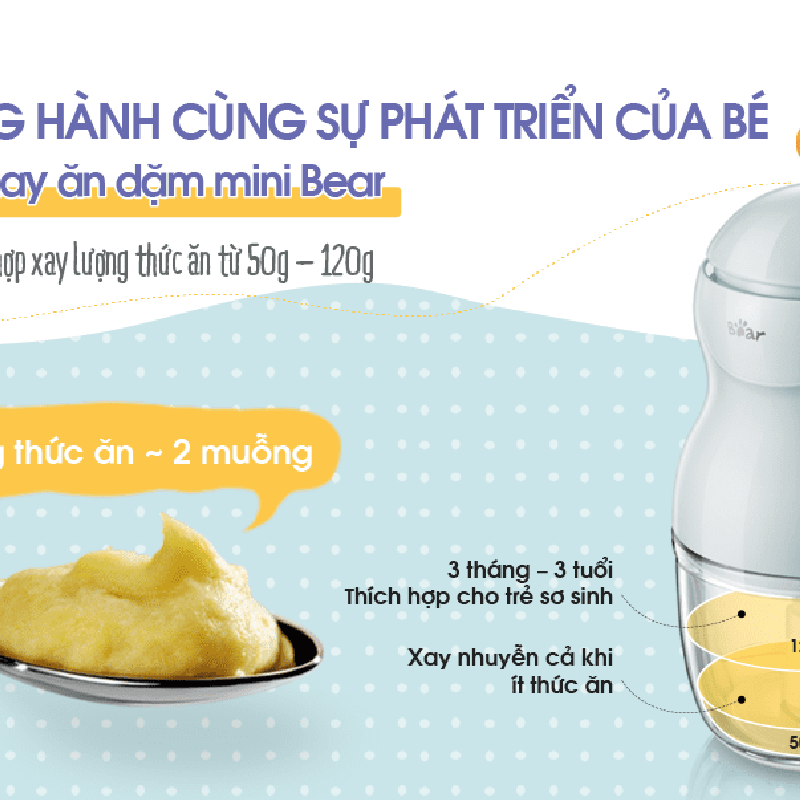 G HÀNH CÙNG SỰ PHÁT TRIỂN CỦA BÉ
ay ăn dặm mini Bear
hợp xay lượng thức ăn từ 50g – 120g
g thức ăn ~ 2 muỗng
Bear
3 tháng – 3 tuổi
Thích hợp cho trẻ sơ sinh
Xay nhuyễn cả khi
ít thức ăn